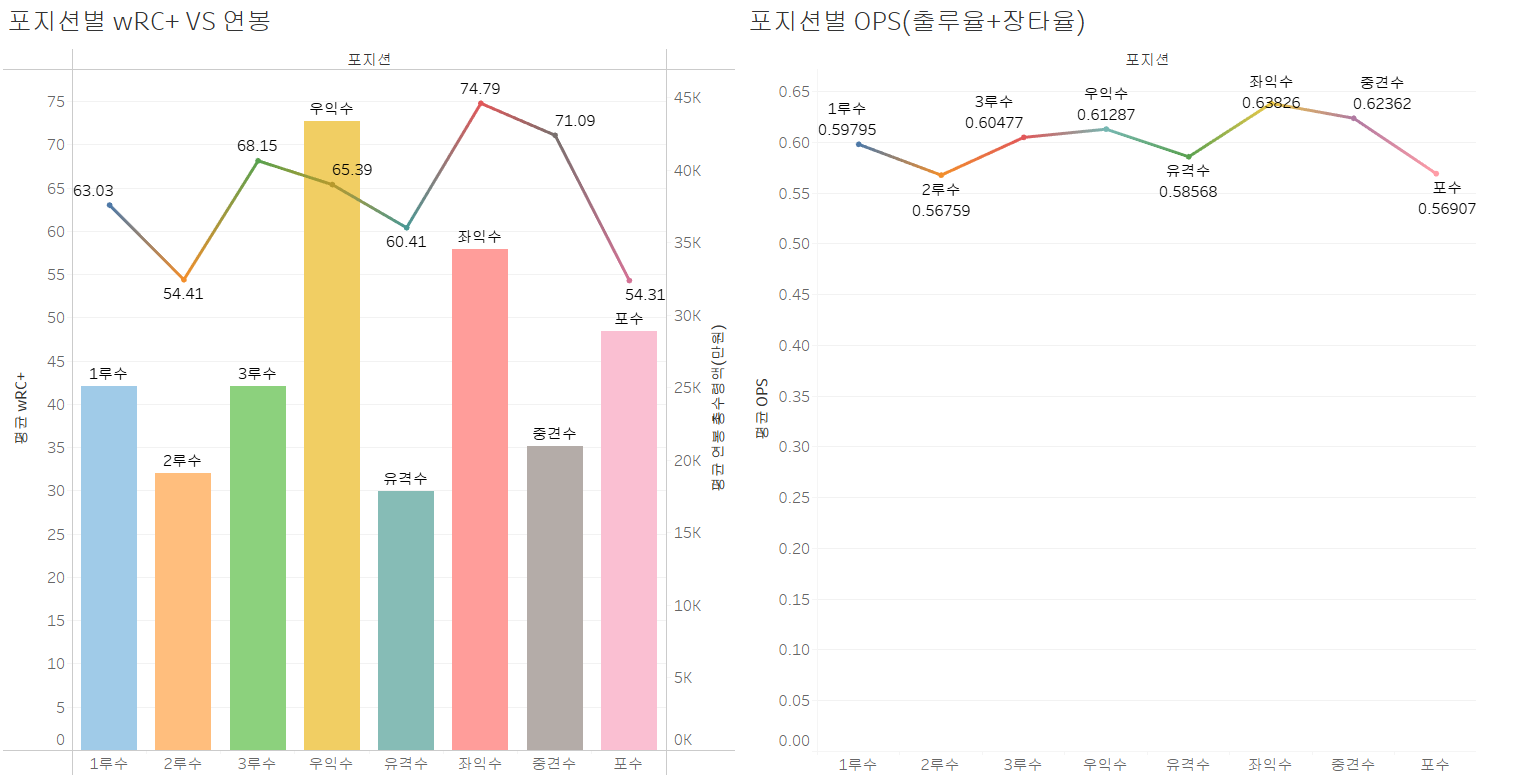 포지션별 wRC+ VS 연봉
포지션
평균 wRC+
75
70
65
60
55
50
45
40
35
30
25
20
15
10
5
0
63.03
54.41
68.15
65.39
60.41
74.79
71.09
54.31
1루수
2루수
3루수
우익수
유격수
좌익수
중견수
포수
45K
40K
35K
30K
25K
20K
15K
10K
5K
0K
평균 연봉 총수령액(만원)
1루수
2루수
3루수
우익수
유격수
좌익수
중견수
포수
포지션별 OPS(출루율+장타율)
포지션
평균 OPS
0.65
0.60
0.55
0.50
0.45
0.40
0.35
0.30
0.25
0.20
0.15
0.10
0.05
0.00
1루수
0.59795
2루수
0.56759
3루수
0.60477
우익수
0.61287
유격수
0.58568
좌익수
0.63826
중견수
0.62362
포수
0.56907
1루수
2루수
3루수
우익수
유격수
좌익수
중견수
포수